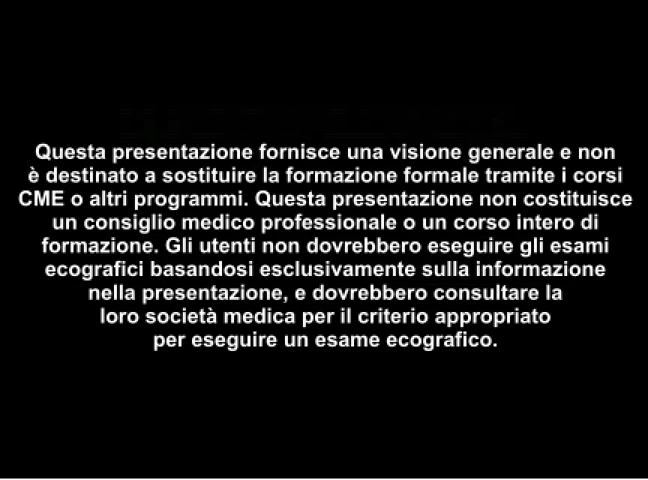 Questa presentazione fornisce una visione generale e non
è destinato a sostituire la formazione formale tramite i corsi
CME o altri programmi. Questa presentazione non costituisce
un consiglio medico professionale o un corso intero di
formazione. Gli utenti non dovrebbero eseguire gli esami
ecografici basandosi esclusivamente sulla informazione
nella presentazione, e dovrebbero consultare la
loro società medica per il criterio appropriato
per eseguire un esame ecografico.